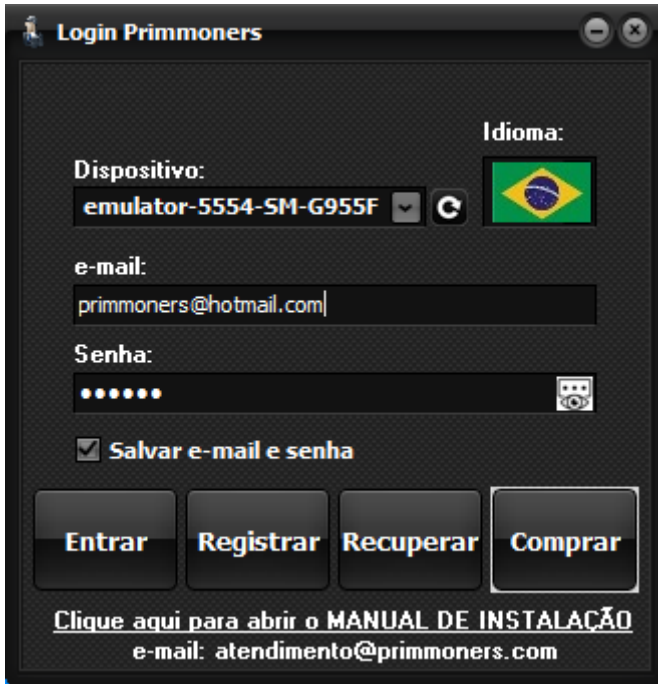 Login Primmoners
Idioma:
Dispositivo:
emulator-5554-SM-G955F
e-mail:
primmoners@hotmail.com
Senha:
••••••
Salvar e-mail e senha
Entrar Registrar Recuperar Comprar
Clique aqui para abrir o MANUAL DE INSTALAÇÃO
e-mail: atendimento@primmoners.com